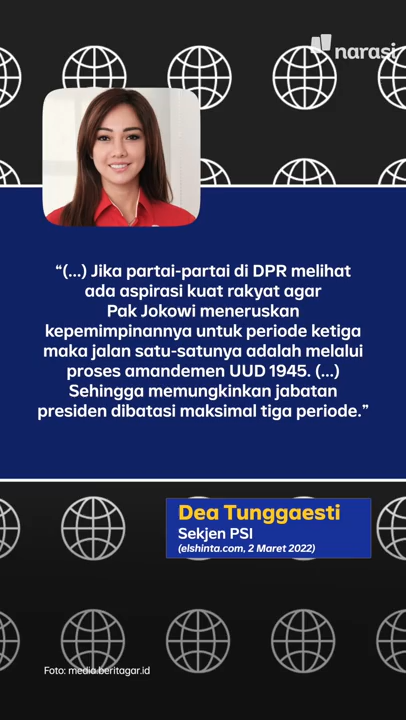 narasi
“(...) Jika partai-partai di DPR melihat
ada aspirasi kuat rakyat agar
Pak Jokowi meneruskan
kepemimpinannya untuk periode ketiga
maka jalan satu-satunya adalah melalui
proses amandemen UUD 1945. (...)
Sehingga memungkinkan jabatan
presiden dibatasi maksimal tiga periode.”
Dea Tunggaesti
Sekjen PSI
(elshinta.com, 2 Maret 2022)
Foto: media.beritagar.id